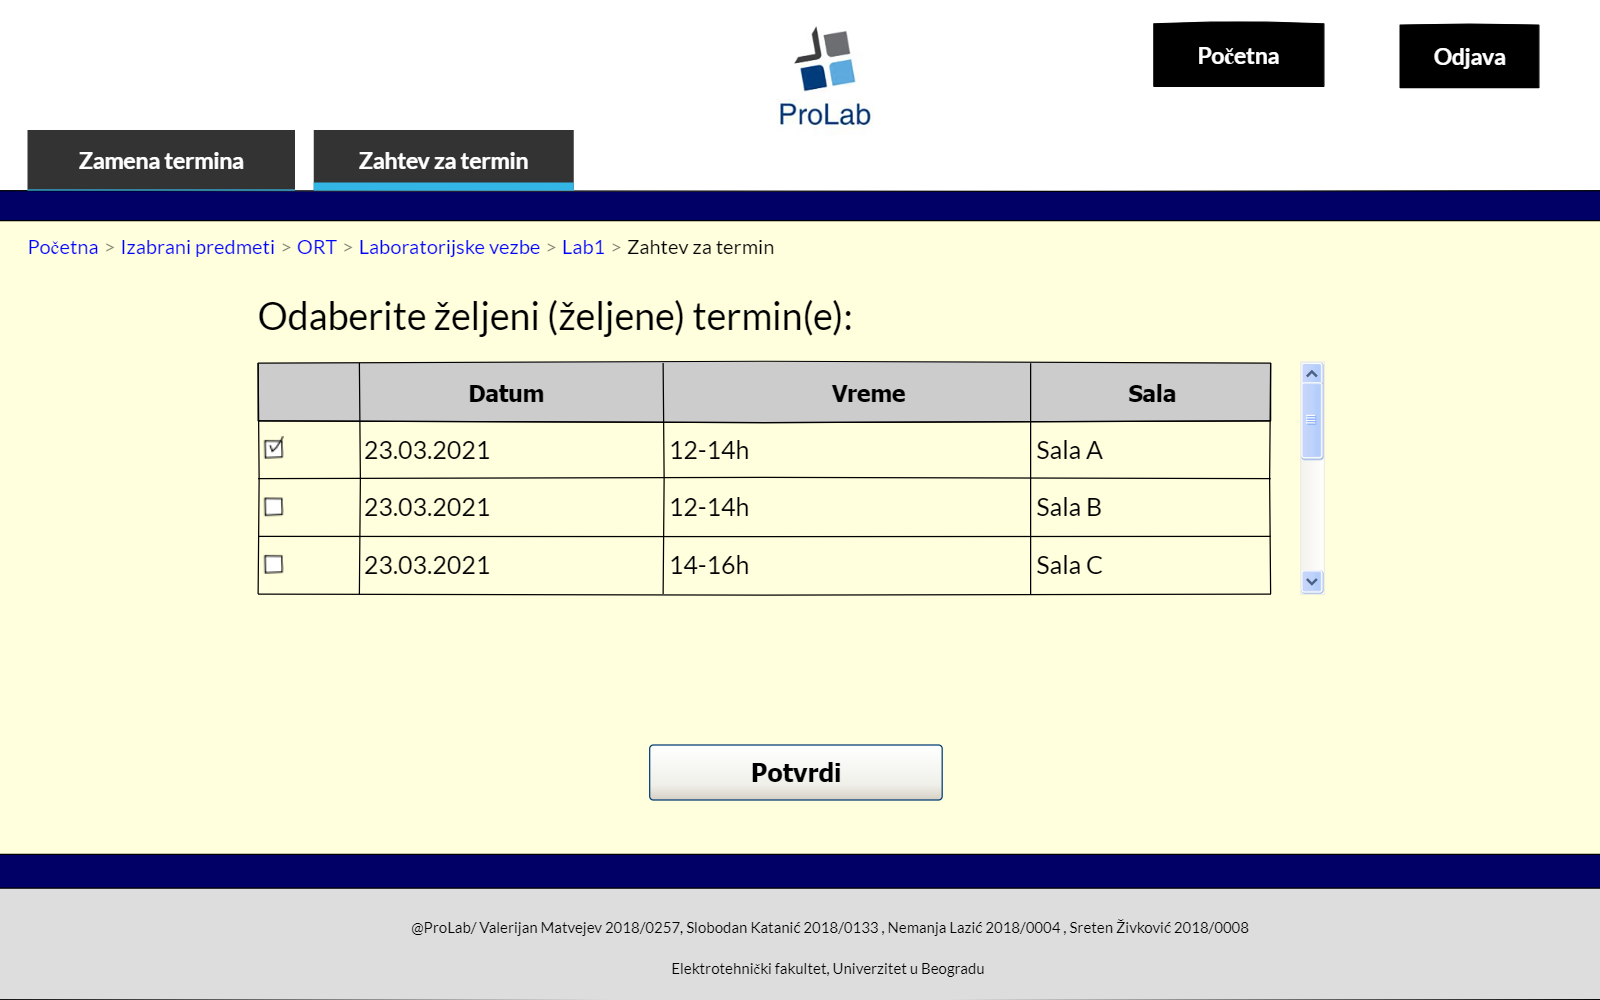 ProLab
Početna
Odjava
Zamena termina
Zahtev za termin
Početna > Izabrani predmeti > ORT > Laboratorijske vezbe > Lab1 > Zahtev za termin
Odaberite željeni (željene) termin(e):
Datum Vreme Sala
23.03.2021 12-14h Sala A
23.03.2021 12-14h Sala B
23.03.2021 14-16h Sala C
Potvrdi
@ProLab/ Valerijan Matvejev 2018/0257, Slobodan Katanić 2018/0133 , Nemanja Lazić 2018/0004 , Sreten Živković 2018/0008
Elektrotehnički fakultet, Univerzitet u Beogradu